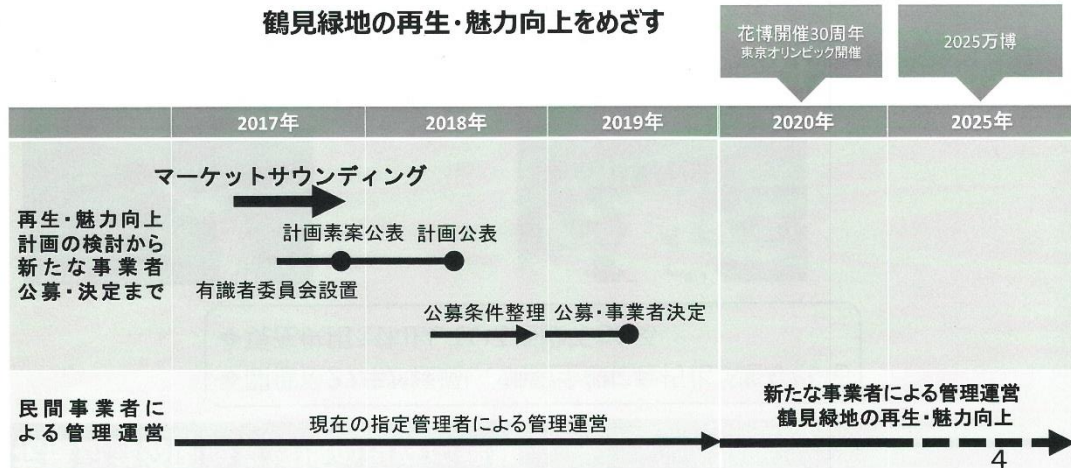 鶴見緑地の再生・魅力向上をめざす
花博開催30周年
東京オリンピック開催
2025万博
2017年
2018年
2019年
2020年
2025年
再生・魅力向上
計画の検討から
新たな事業者
公募・決定まで
マーケットサウンディング
計画素案公表
計画公表
有識者委員会設置
公募条件整理
公募・事業者決定
民間事業者に
よる管理運営
現在の指定管理者による管理運営
新たな事業者による管理運営
鶴見緑地の再生・魅力向上
4